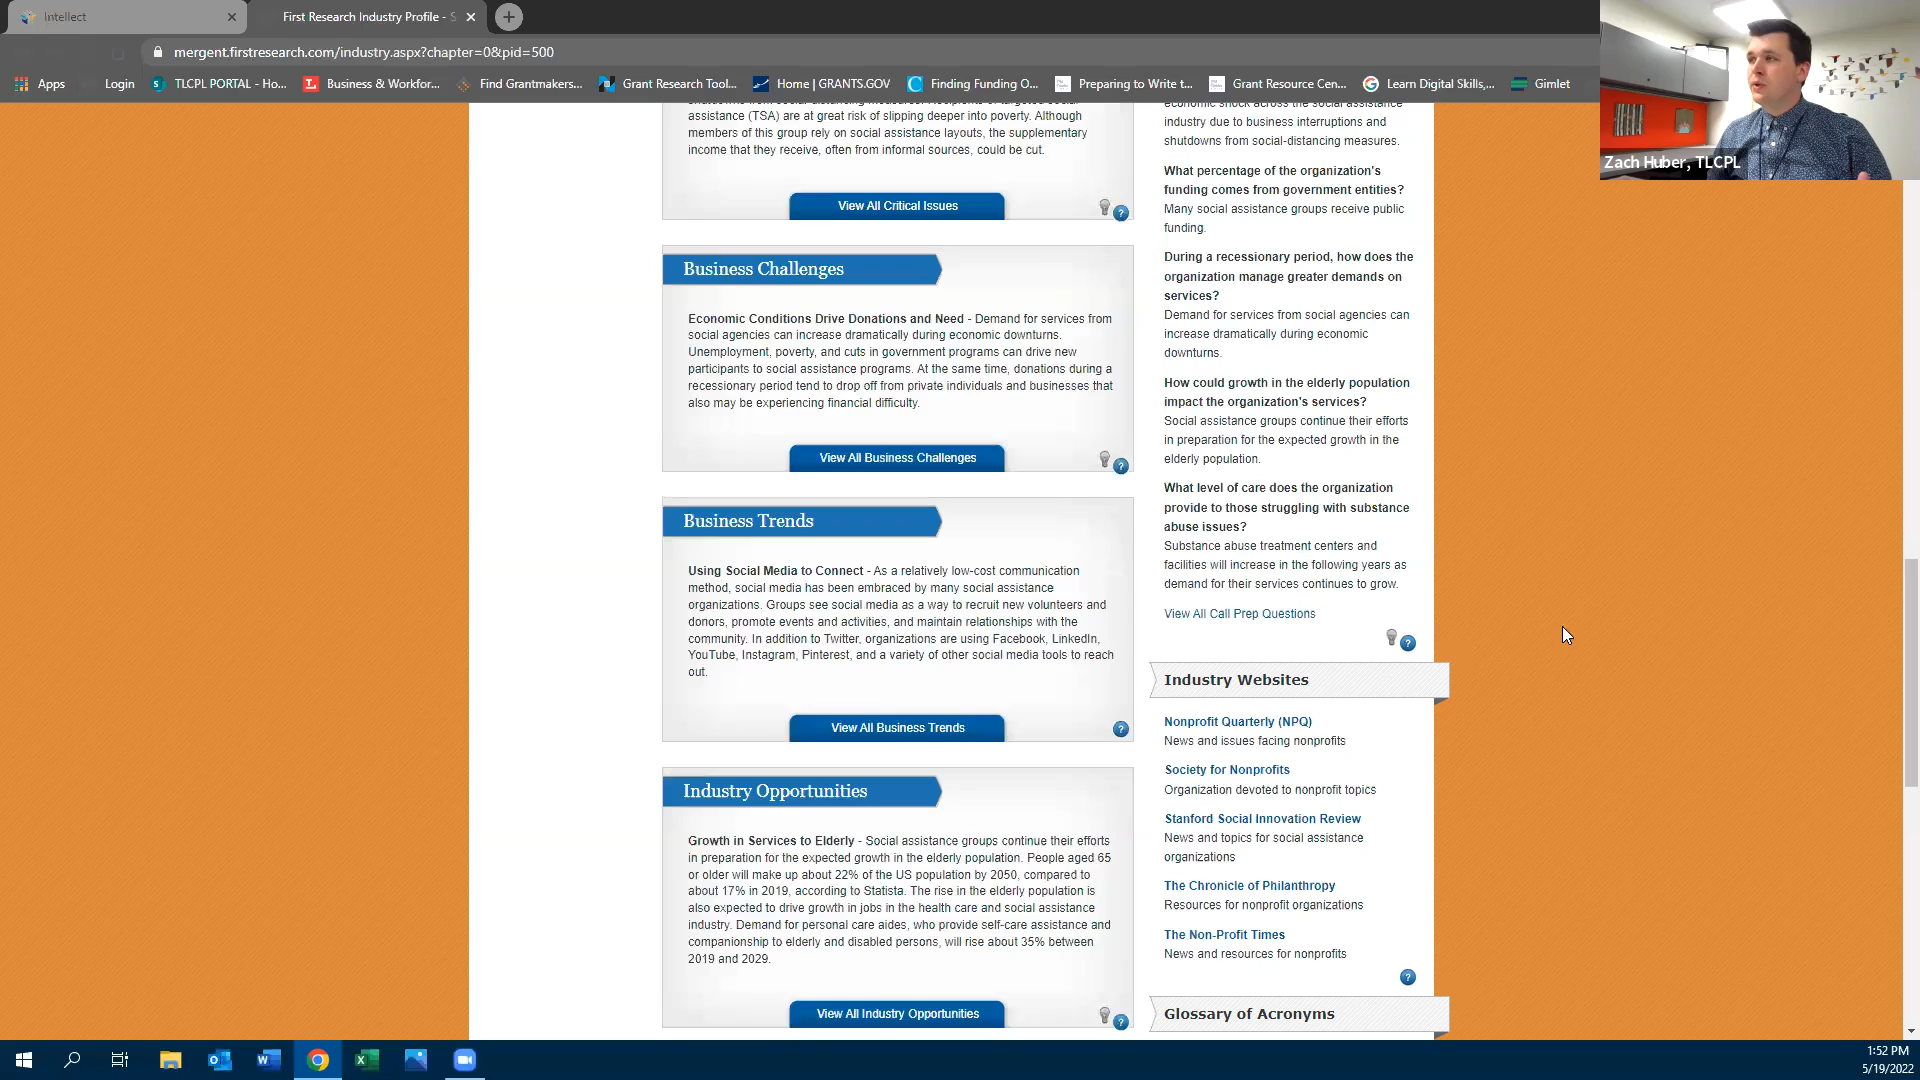 Intellect
First Research Industry Profile - S
mergent.firstresearch.com/industry.aspx?chapter=0&pid=500
Apps
Login
TLCPL PORTAL - Ho...
Business & Workfor...
Find Grantmakers...
Grant Research Tool...
Home | GRANTS.GOV
Finding Funding O...
Preparing to Write t...
Grant Resource Cen...
Learn Digital Skills,...
Gimlet
Zach Huber, TLCPL
assistance (TSA) are at great risk of slipping deeper into poverty. Although
members of this group rely on social assistance layouts, the supplementary
income that they receive, often from informal sources, could be cut.
View All Critical Issues
Business Challenges
Economic Conditions Drive Donations and Need - Demand for services from
social agencies can increase dramatically during economic downturns.
Unemployment, poverty, and cuts in government programs can drive new
participants to social assistance programs. At the same time, donations during a
recessionary period tend to drop off from private individuals and businesses that
also may be experiencing financial difficulty.
View All Business Challenges
Business Trends
Using Social Media to Connect - As a relatively low-cost communication
method, social media has been embraced by many social assistance
organizations. Groups see social media as a way to recruit new volunteers and
donors, promote events and activities, and maintain relationships with the
community. In addition to Twitter, organizations are using Facebook, LinkedIn,
YouTube, Instagram, Pinterest, and a variety of other social media tools to reach
out.
View All Business Trends
Industry Opportunities
Growth in Services to Elderly - Social assistance groups continue their efforts
in preparation for the expected growth in the elderly population. People aged 65
or older will make up about 22% of the US population by 2050, compared to
about 17% in 2019, according to Statista. The rise in the elderly population is
also expected to drive growth in jobs in the health care and social assistance
industry. Demand for personal care aides, who provide self-care assistance and
companionship to elderly and disabled persons, will rise about 35% between
2019 and 2029.
View All Industry Opportunities
economic shock across the social assistance
industry due to business interruptions and
shutdowns from social-distancing measures.
What percentage of the organization's
funding comes from government entities?
Many social assistance groups receive public
funding.
During a recessionary period, how does the
organization manage greater demands on
services?
Demand for services from social agencies can
increase dramatically during economic
downturns.
How could growth in the elderly population
impact the organization's services?
Social assistance groups continue their efforts
in preparation for the expected growth in the
elderly population.
What level of care does the organization
provide to those struggling with substance
abuse issues?
Substance abuse treatment centers and
facilities will increase in the following years as
demand for their services continues to grow.
View All Call Prep Questions
Industry Websites
Nonprofit Quarterly (NPQ)
News and issues facing nonprofits
Society for Nonprofits
Organization devoted to nonprofit topics
Stanford Social Innovation Review
News and topics for social assistance
organizations
The Chronicle of Philanthropy
Resources for nonprofit organizations
The Non-Profit Times
News and resources for nonprofits
Glossary of Acronyms
1:52 PM
5/19/2022